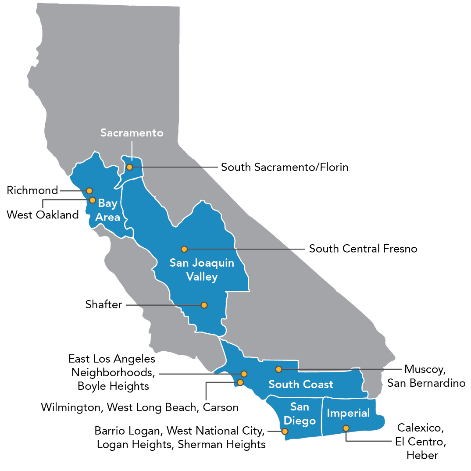 Sacramento
South Sacramento/Florin
Richmond
West Oakland
Bay
Area
South Central Fresno
San Joaquin
Valley
Shafter
East Los Angeles
Neighborhoods,
Boyle Heights
Muscoy,
San Bernardino
South Coast
Wilmington, West Long Beach, Carson
San
Diego
Imperial
Barrio Logan, West National City,
Logan Heights, Sherman Heights
Calexico,
El Centro,
Heber